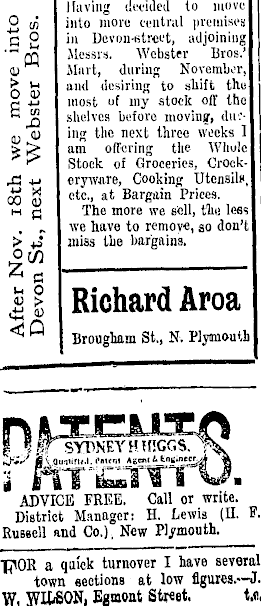 After Nov. 18th we move into
Devon St., next Webster Bros.
Having decided to move
into more central premises
in Devon-street, adjoining
Messrs. Webster Bros.'
Mart, during November,
and desiring to shift the
most of my stock off the
shelves before moving, dur-
ing the next three weeks I
am offering the Whole
Stock of Groceries, Crock-
eryware, Cooking Utensils,
etc., at Bargain Prices.
The more we sell, the less
we have to remove, so don't
miss the bargains.
Richard Aroa
Brougham St., N. Plymouth
PATENTS.
SYDNEY H HIGGS.
Qualified, Patent Agent & Engineer
ADVICE FREE. Call or write.
District Manager: H. Lewis (H. F.
Russell and Co.), New Plymouth.
FOR a quick turnover I have several
town sections at low figures.—J.
W. WILSON, Egmont Street. t.c.